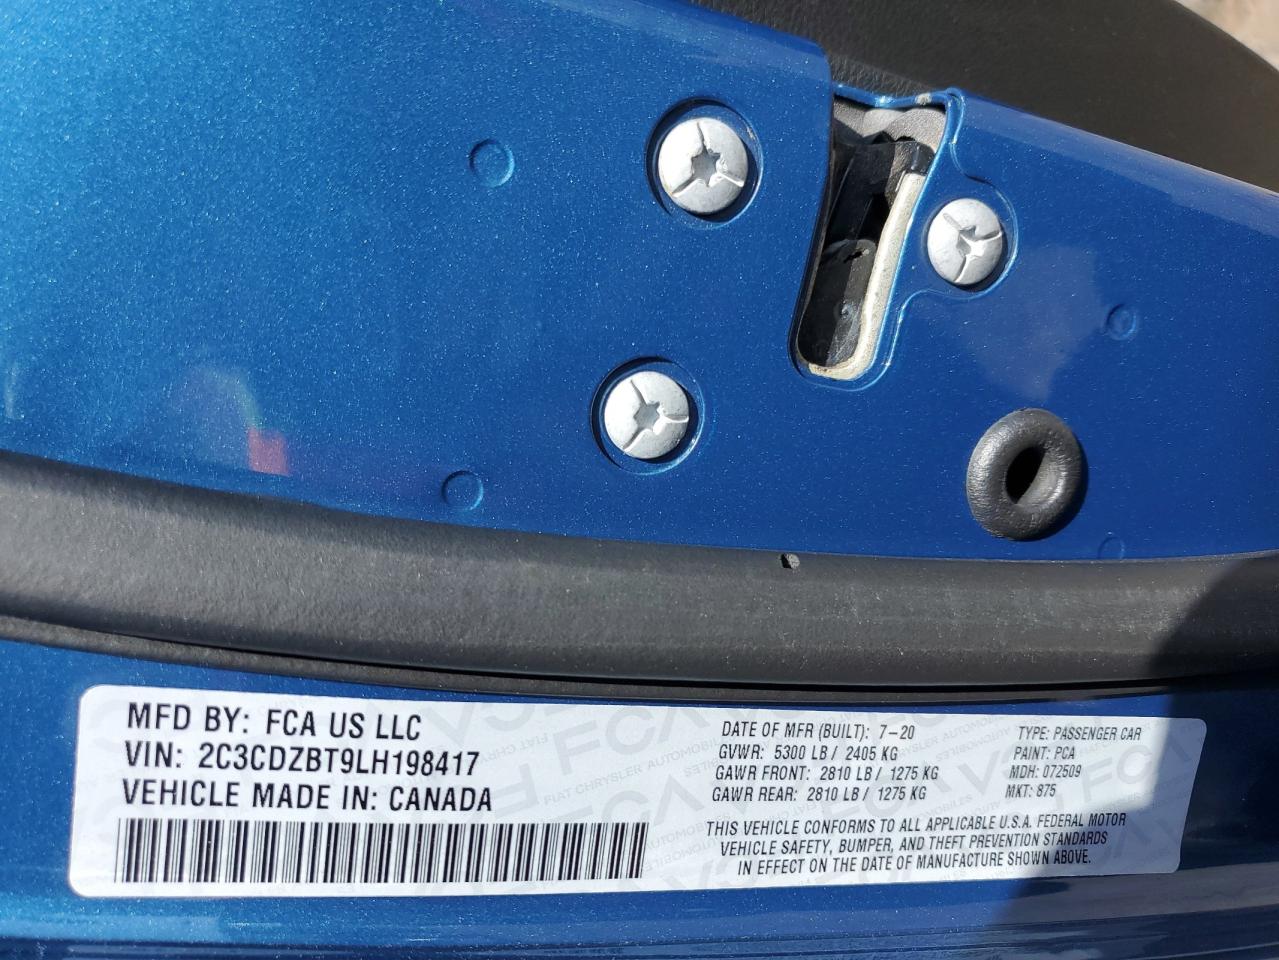 MFD BY: FCA US LLC
VIN: 2C3CDZBT9LH198417
VEHICLE MADE IN: CANADA
DATE OF MFR (BUILT): 7-20
GVWR: 5300 LB / 2405 KG
GAWR FRONT: 2810 LB / 1275 KG
GAWR REAR: 2810 LB / 1275 KG
TYPE: PASSENGER CAR
PAINT: PCA
MDH: 072509
MKT: 875
THIS VEHICLE CONFORMS TO ALL APPLICABLE U.S.A. FEDERAL MOTOR
VEHICLE SAFETY, BUMPER, AND THEFT PREVENTION STANDARDS
IN EFFECT ON THE DATE OF MANUFACTURE SHOWN ABOVE.